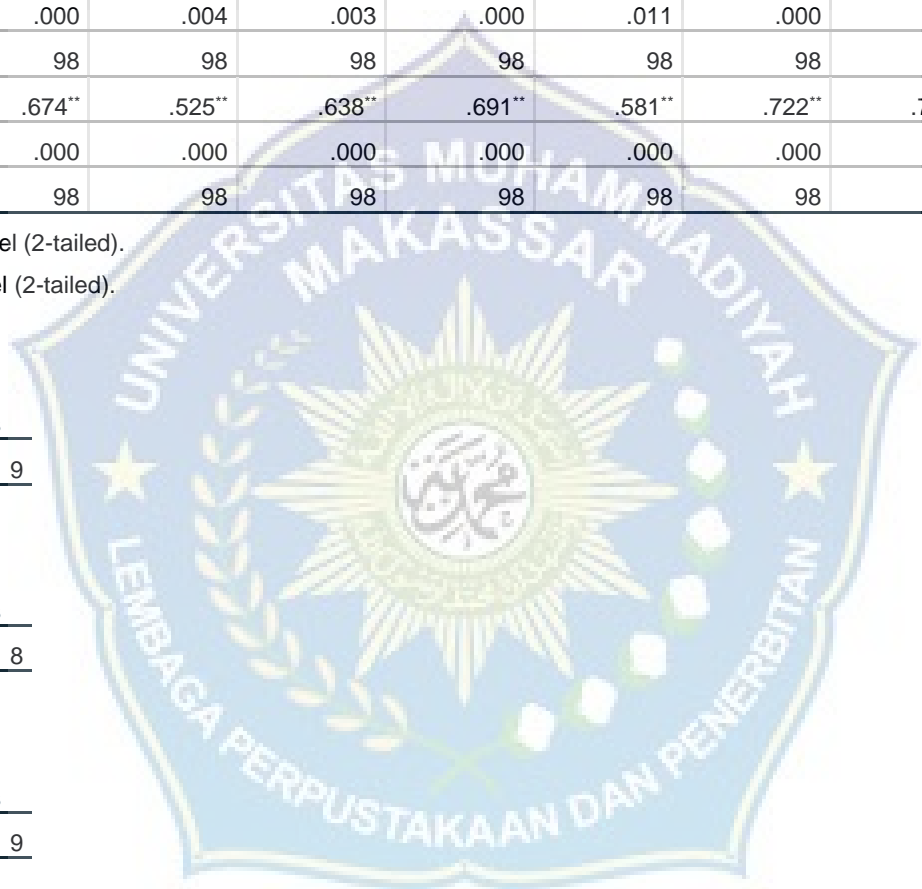 .000 .004 .003 .000 .011 .000
98 98 98 98 98 98
.674** .525** .638** .691** .581** .722**
.000 .000 .000 .000 .000 .000
98 98 98 98 98 98
(2-tailed).
(2-tailed).
UNIVERSITAS MUHAMMADIYAH
MAKASSAR
9
8
9
LEMBAGA PERPUSTAKAAN DAN PENERBITAN